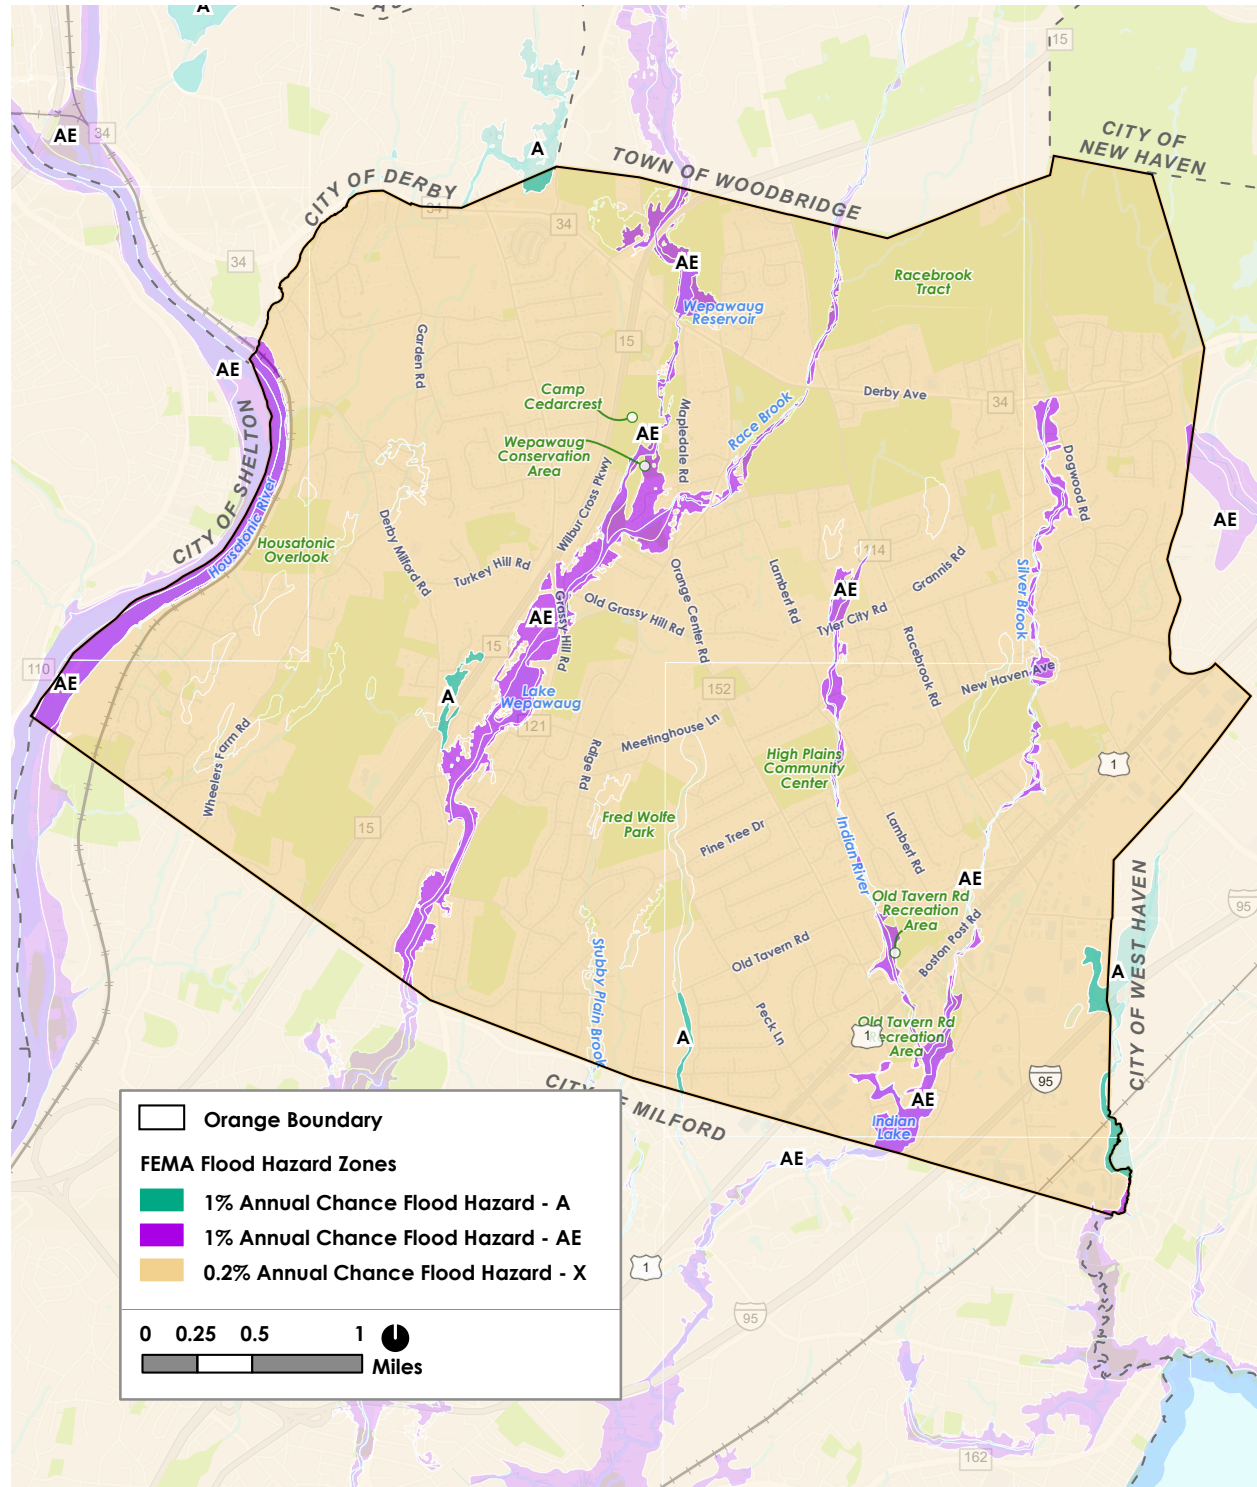 A
15
CITY OF
NEW HAVEN
AE
34
A
TOWN OF WOODBRIDGE
CITY OF DERBY
34
34
34
AE
Racebrook
Tract
Wepawaug
Reservoir
15
Garden Rd
AE
Camp
Cedarcrest
Derby Ave
34
Mapledale Rd
Race Brook
AE
Wepawaug
Conservation
Area
CITY OF SHELTON
Wilbur Cross Pkwy
Dogwood Rd
AE
Housatonic River
Housatonic
Overlook
Derby Milford Rd
Turkey Hill Rd
114
Grannis Rd
Silver Brook
Lambert Rd
Orange Center Rd
AE
Old Grassy Hill Rd
Grassy Hill Rd
AE
Tyler City Rd
Racebrook Rd
15
110
AE
New Haven Ave
A
Lake
Wepawaug
152
121
Meetinghouse Ln
Wheelers Farm Rd
Rdige Rd
High Plains
Community
Center
1
Fred Wolfe
Park
15
Pine Tree Dr
Indian River
Lambert Rd
AE
Old Tavern Rd
Recreation
Area
95
Boston Post Rd
Old Tavern Rd
Stubby Plain Brook
A
CITY OF WEST HAVEN
Peck Ln
A
1
Old Tavern Rd
Recreation
Area
95
AE
CITY OF MILFORD
Indian
Lake
AE
Orange Boundary
FEMA Flood Hazard Zones
1% Annual Chance Flood Hazard - A
1% Annual Chance Flood Hazard - AE
0.2% Annual Chance Flood Hazard - X
0 0.25 0.5 1
Miles
1
95
162